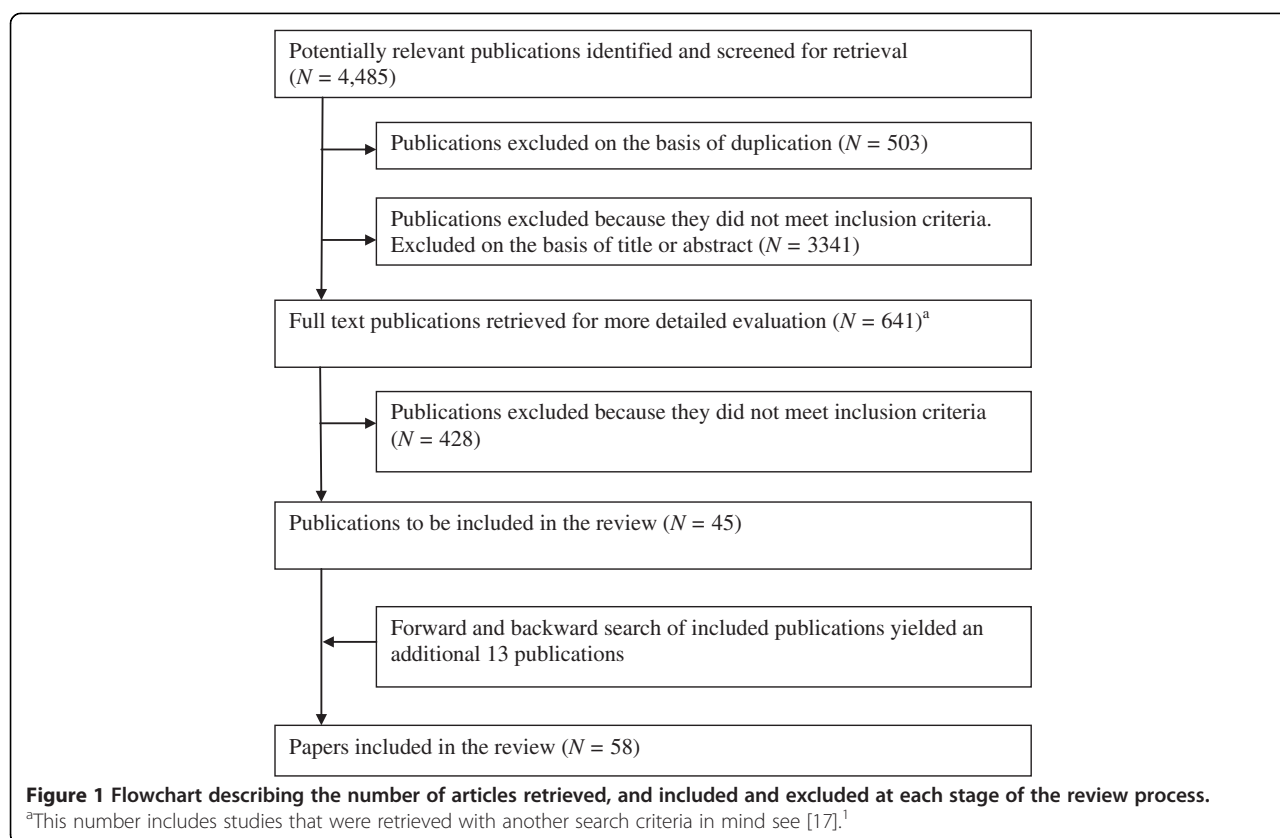 Potentially relevant publications identified and screened for retrieval
(N = 4,485)
Publications excluded on the basis of duplication (N = 503)
Publications excluded because they did not meet inclusion criteria.
Excluded on the basis of title or abstract (N = 3341)
Full text publications retrieved for more detailed evaluation (N = 641)a
Publications excluded because they did not meet inclusion criteria
(N = 428)
Publications to be included in the review (N = 45)
Forward and backward search of included publications yielded an
additional 13 publications
Papers included in the review (N = 58)
Figure 1 Flowchart describing the number of articles retrieved, and included and excluded at each stage of the review process.
aThis number includes studies that were retrieved with another search criteria in mind see [17].1